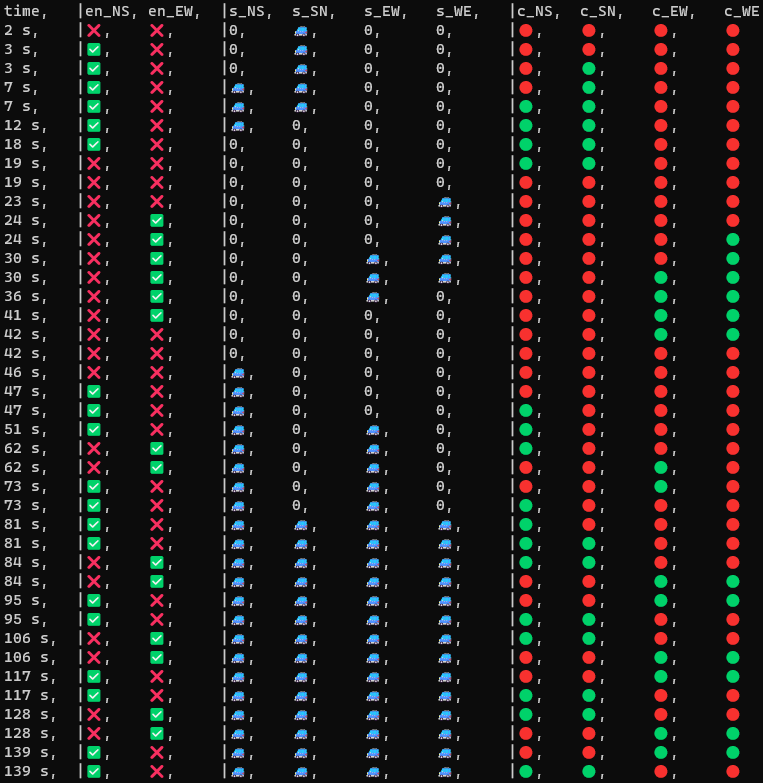 time, |en_NS, en_EW, |s_NS, s_SN, s_EW, s_WE, |c_NS, c_SN, c_EW, c_WE
2 s, |❌, ❌, |0, 🚙, 0, 0, |🔴, 🔴, 🔴, 🔴
3 s, |✅, ❌, |0, 🚙, 0, 0, |🔴, 🔴, 🔴, 🔴
3 s, |✅, ❌, |0, 🚙, 0, 0, |🔴, 🟢, 🔴, 🔴
7 s, |✅, ❌, |🚙, 🚙, 0, 0, |🔴, 🟢, 🔴, 🔴
7 s, |✅, ❌, |🚙, 🚙, 0, 0, |🟢, 🟢, 🔴, 🔴
12 s, |✅, ❌, |🚙, 0, 0, 0, |🟢, 🟢, 🔴, 🔴
18 s, |✅, ❌, |0, 0, 0, 0, |🟢, 🟢, 🔴, 🔴
19 s, |❌, ❌, |0, 0, 0, 0, |🟢, 🟢, 🔴, 🔴
19 s, |❌, ❌, |0, 0, 0, 0, |🔴, 🔴, 🔴, 🔴
23 s, |❌, ❌, |0, 0, 0, 🚙, |🔴, 🔴, 🔴, 🔴
24 s, |❌, ✅, |0, 0, 0, 🚙, |🔴, 🔴, 🔴, 🔴
24 s, |❌, ✅, |0, 0, 0, 🚙, |🔴, 🔴, 🔴, 🟢
30 s, |❌, ✅, |0, 0, 🚙, 🚙, |🔴, 🔴, 🔴, 🟢
30 s, |❌, ✅, |0, 0, 🚙, 🚙, |🔴, 🔴, 🟢, 🟢
36 s, |❌, ✅, |0, 0, 🚙, 0, |🔴, 🔴, 🟢, 🟢
41 s, |❌, ✅, |0, 0, 0, 0, |🔴, 🔴, 🟢, 🟢
42 s, |❌, ❌, |0, 0, 0, 0, |🔴, 🔴, 🟢, 🟢
42 s, |❌, ❌, |0, 0, 0, 0, |🔴, 🔴, 🔴, 🔴
46 s, |❌, ❌, |🚙, 0, 0, 0, |🔴, 🔴, 🔴, 🔴
47 s, |✅, ❌, |🚙, 0, 0, 0, |🔴, 🔴, 🔴, 🔴
47 s, |✅, ❌, |🚙, 0, 0, 0, |🟢, 🔴, 🔴, 🔴
51 s, |✅, ❌, |🚙, 0, 🚙, 0, |🟢, 🔴, 🔴, 🔴
62 s, |❌, ✅, |🚙, 0, 🚙, 0, |🟢, 🔴, 🔴, 🔴
62 s, |❌, ✅, |🚙, 0, 🚙, 0, |🔴, 🔴, 🟢, 🔴
73 s, |✅, ❌, |🚙, 0, 🚙, 0, |🔴, 🔴, 🟢, 🔴
73 s, |✅, ❌, |🚙, 0, 🚙, 0, |🟢, 🔴, 🔴, 🔴
81 s, |✅, ❌, |🚙, 🚙, 🚙, 🚙, |🟢, 🔴, 🔴, 🔴
81 s, |✅, ❌, |🚙, 🚙, 🚙, 🚙, |🟢, 🟢, 🔴, 🔴
84 s, |❌, ✅, |🚙, 🚙, 🚙, 🚙, |🟢, 🟢, 🔴, 🔴
84 s, |❌, ✅, |🚙, 🚙, 🚙, 🚙, |🔴, 🔴, 🟢, 🟢
95 s, |✅, ❌, |🚙, 🚙, 🚙, 🚙, |🔴, 🔴, 🟢, 🟢
95 s, |✅, ❌, |🚙, 🚙, 🚙, 🚙, |🟢, 🟢, 🔴, 🔴
106 s, |❌, ✅, |🚙, 🚙, 🚙, 🚙, |🟢, 🟢, 🔴, 🔴
106 s, |❌, ✅, |🚙, 🚙, 🚙, 🚙, |🔴, 🔴, 🟢, 🟢
117 s, |✅, ❌, |🚙, 🚙, 🚙, 🚙, |🔴, 🔴, 🟢, 🟢
117 s, |✅, ❌, |🚙, 🚙, 🚙, 🚙, |🟢, 🟢, 🔴, 🔴
128 s, |❌, ✅, |🚙, 🚙, 🚙, 🚙, |🟢, 🟢, 🔴, 🔴
128 s, |❌, ✅, |🚙, 🚙, 🚙, 🚙, |🔴, 🔴, 🟢, 🟢
139 s, |✅, ❌, |🚙, 🚙, 🚙, 🚙, |🔴, 🔴, 🟢, 🟢
139 s, |✅, ❌, |🚙, 🚙, 🚙, 🚙, |🟢, 🟢, 🔴, 🔴